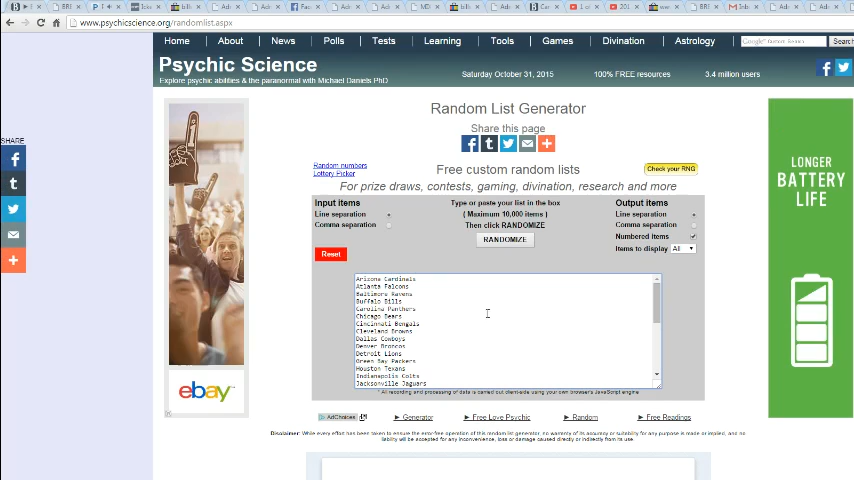 www.psychicscience.org/randomlist.aspx
Home
About
News
Polls
Tests
Learning
Tools
Games
Divination
Astrology
Google Custom Search
Search
Psychic Science
Explore psychic abilities & the paranormal with Michael Daniels PhD
Saturday October 31, 2015
100% FREE resources
3.4 million users
SHARE
Random List Generator
Share this page
Random numbers
Lottery Picker
Free custom random lists
Check your RNG
For prize draws, contests, gaming, divination, research and more
Input items
Line separation
Comma separation
Reset
Type or paste your list in the box
( Maximum 10,000 items )
Then click RANDOMIZE
RANDOMIZE
Output items
Line separation
Comma separation
Numbered items
Items to display All
Arizona Cardinals
Atlanta Falcons
Baltimore Ravens
Buffalo Bills
Carolina Panthers
Chicago Bears
Cincinnati Bengals
Cleveland Browns
Dallas Cowboys
Denver Broncos
Detroit Lions
Green Bay Packers
Houston Texans
Indianapolis Colts
Jacksonville Jaguars
* All recording and processing of data is carried out client-side using your own browser's JavaScript engine
AdChoices
► Generator
► Free Love Psychic
► Random
► Free Readings
Disclaimer: While every effort has been taken to ensure the error-free operation of this random list generator, no warranty of its accuracy or suitability for any purpose is made or implied, and no
liability will be accepted for any inconvenience, loss or damage caused directly or indirectly from its use.
ebay
LONGER
BATTERY
LIFE